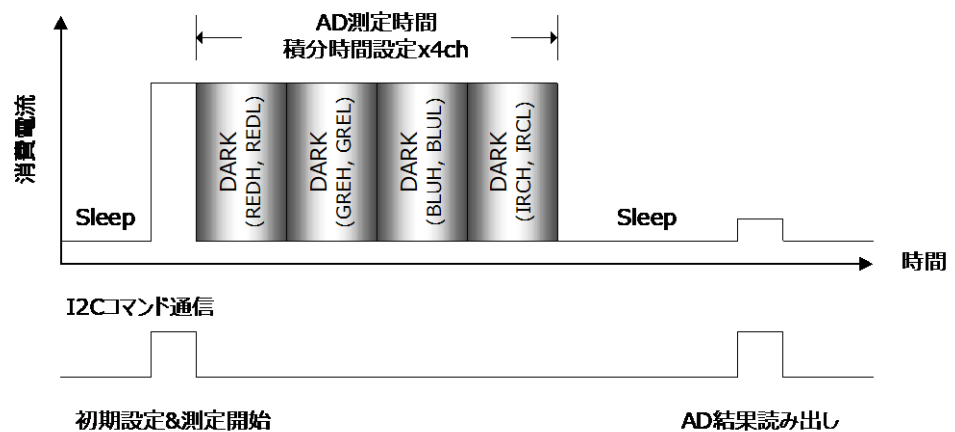 AD測定時間
積分時間設定x4ch
消費電流
Sleep
DARK
(REDH, REDL)
DARK
(GREH, GREL)
DARK
(BLUH, BLUL)
DARK
(IRCH, IRCL)
Sleep
時間
I2Cコマンド通信
初期設定&測定開始
AD結果読み出し